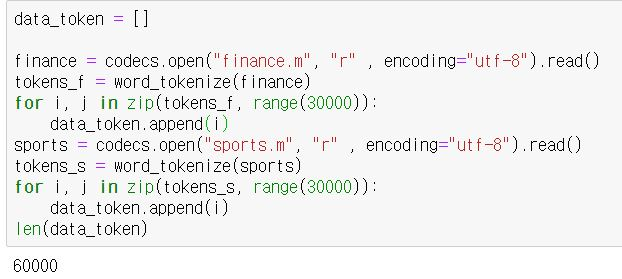 data_token = []
finance = codecs.open("finance.m", "r" , encoding="utf-8").read()
tokens_f = word_tokenize(finance)
for i, j in zip(tokens_f, range(30000)):
    data_token.append(i)
sports = codecs.open("sports.m", "r" , encoding="utf-8").read()
tokens_s = word_tokenize(sports)
for i, j in zip(tokens_s, range(30000)):
    data_token.append(i)
len(data_token)
60000